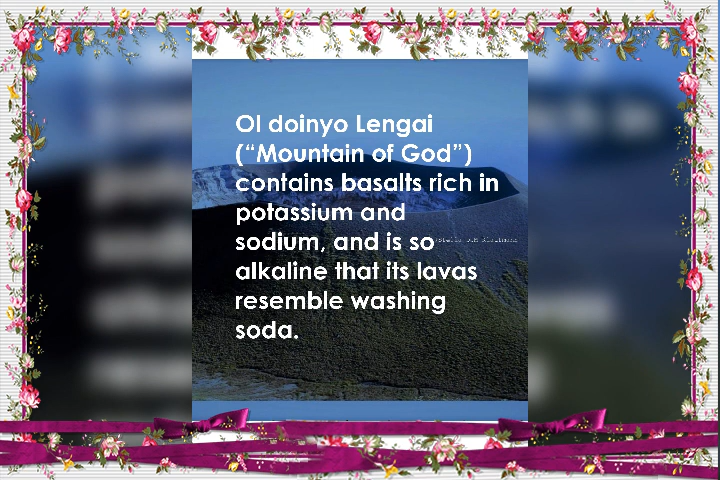 Ol doinyo Lengai
(“Mountain of God”)
contains basalts rich in
potassium and
sodium, and is so
alkaline that its lavas
resemble washing
soda.